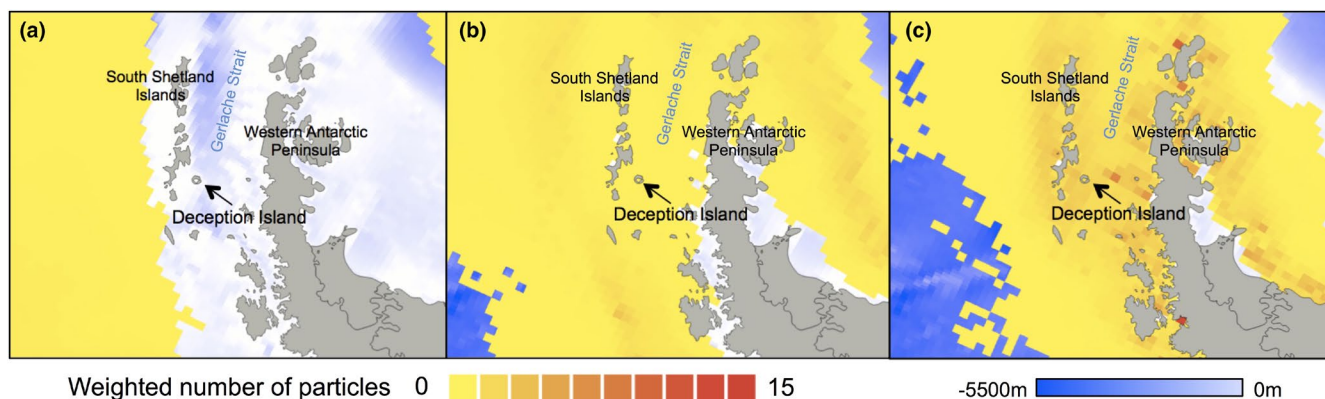 (a)
South Shetland
Islands
Gerlache Strait
Western Antarctic
Peninsula
Deception Island
(b)
South Shetland
Islands
Gerlache Strait
Western Antarctic
Peninsula
Deception Island
(c)
South Shetland
Islands
Gerlache Strait
Western Antarctic
Peninsula
Deception Island
Weighted number of particles 0 15
-5500m 0m